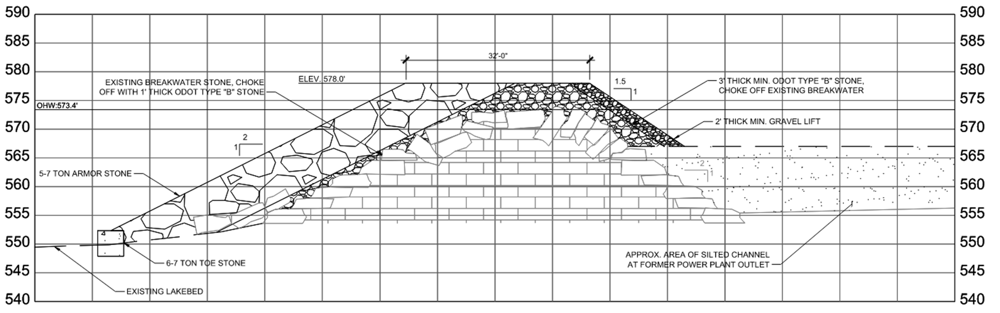 590 590
585 585
32'-0"
580 580
EXISTING BREAKWATER STONE, CHOKE
OFF WITH 1' THICK ODOT TYPE "B" STONE
ELEV. 578.0'
1.5
1
3' THICK MIN. ODOT TYPE "B" STONE,
CHOKE OFF EXISTING BREAKWATER
575 575
OHW:573.4'
2' THICK MIN. GRAVEL LIFT
570 570
2
1
565 565
2
1
5-7 TON ARMOR STONE
560 560
555 555
550 550
APPROX. AREA OF SILTED CHANNEL
AT FORMER POWER PLANT OUTLET
6-7 TON TOE STONE
545 545
EXISTING LAKEBED
540 540